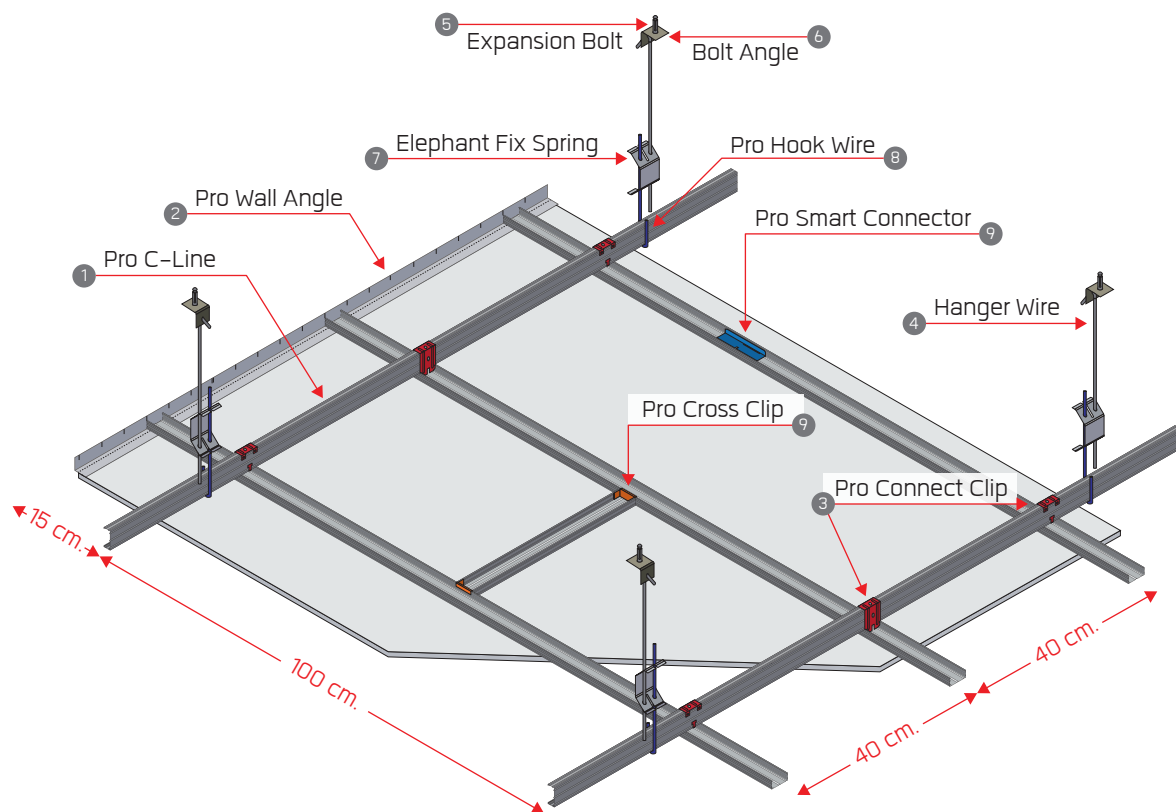 5
Expansion Bolt
6
Bolt Angle
7
Elephant Fix Spring
Pro Hook Wire
8
2
Pro Wall Angle
Pro Smart Connector
9
1
Pro C-Line
4
Hanger Wire
Pro Cross Clip
9
3
Pro Connect Clip
15 cm.
100 cm.
40 cm.
40 cm.